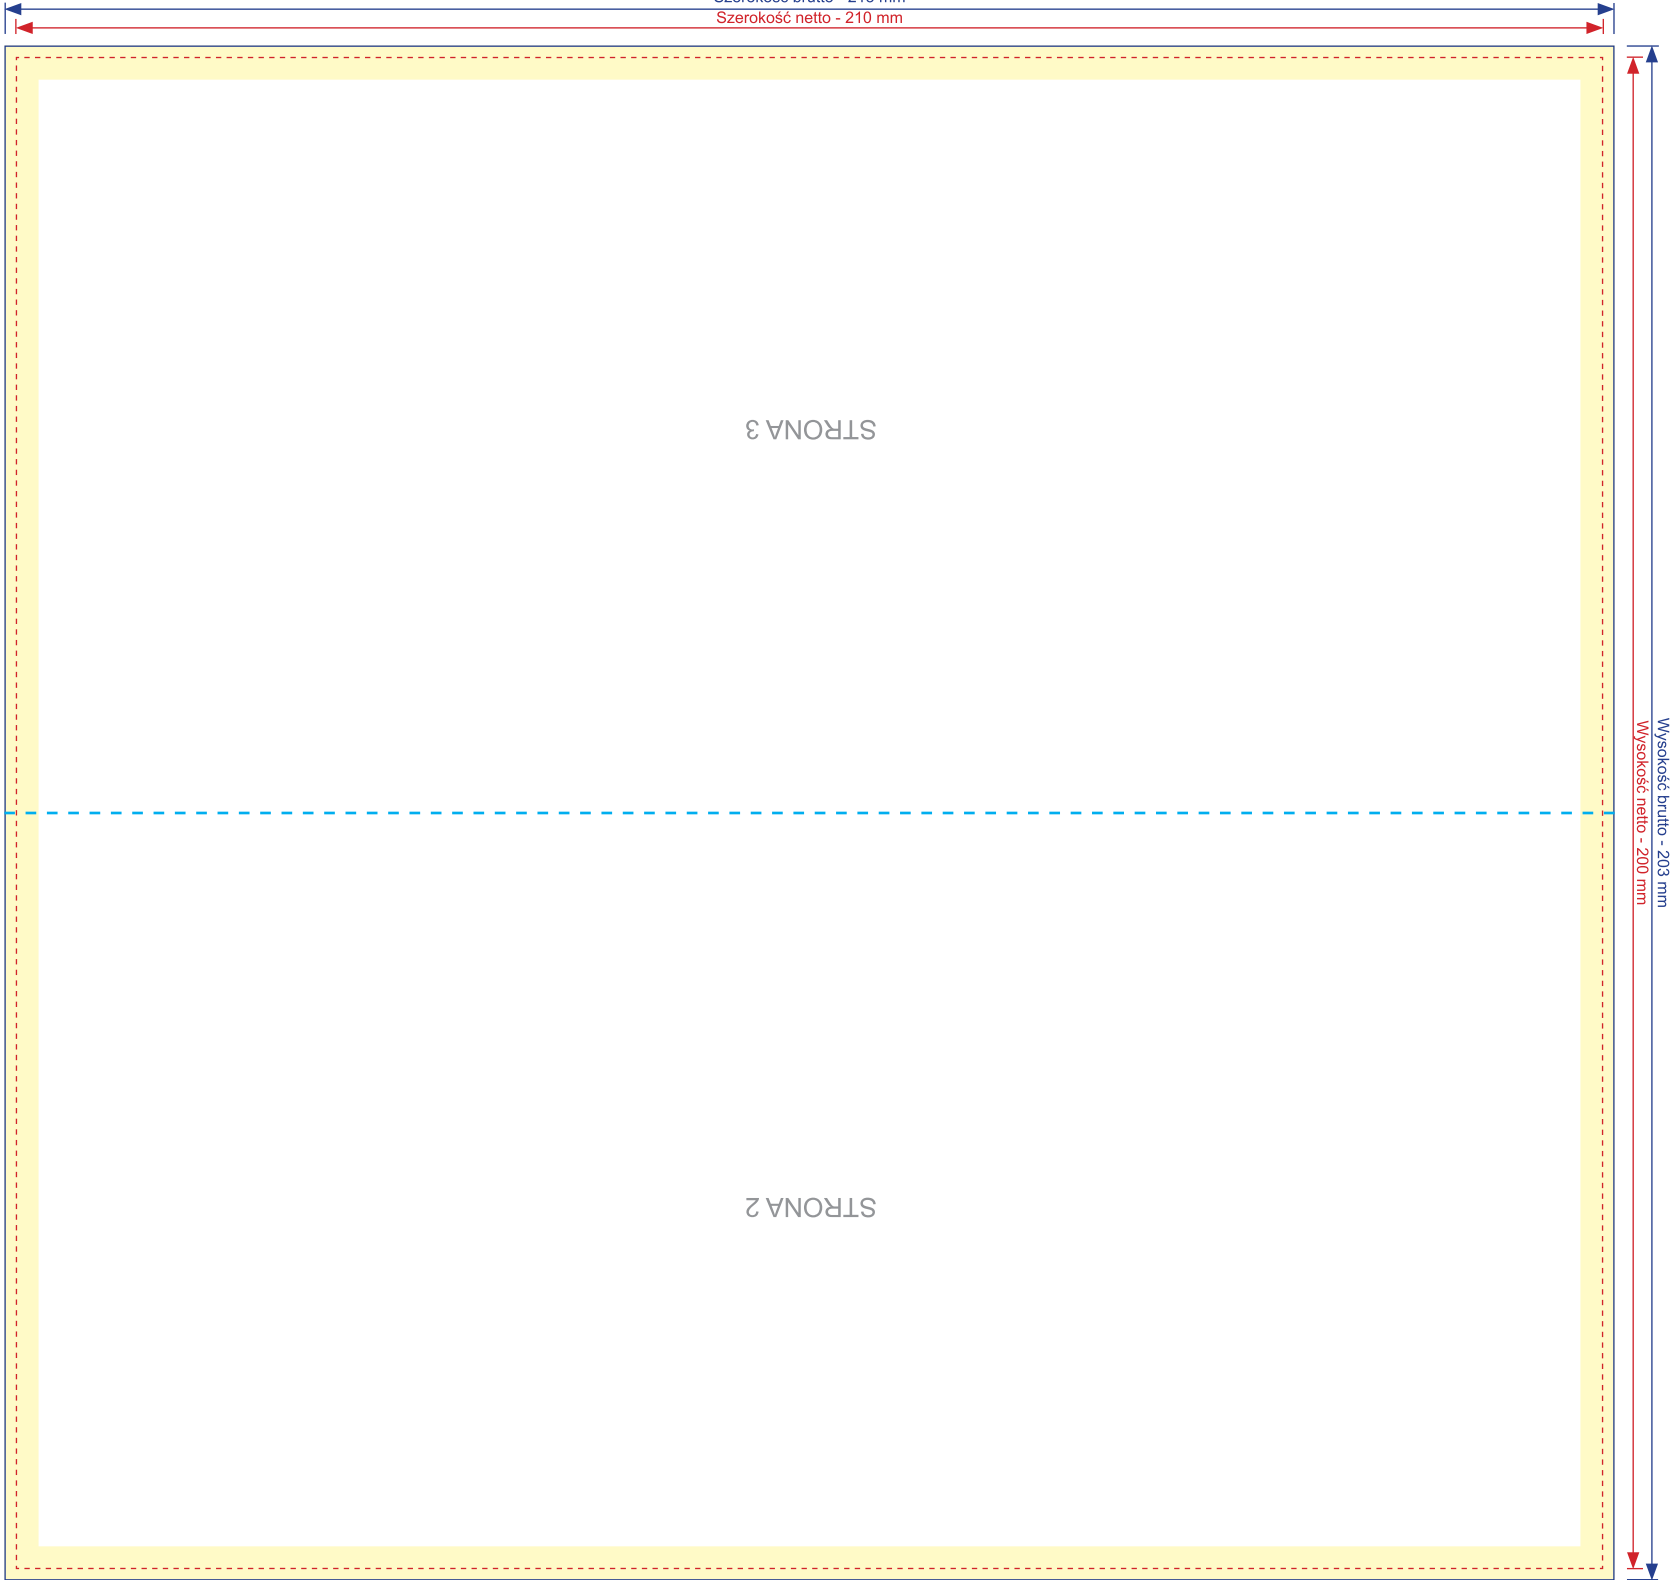 Szerokość netto - 210 mm
STRONA 3
Wysokość brutto - 203 mm
Wysokość netto - 200 mm
STRONA 2